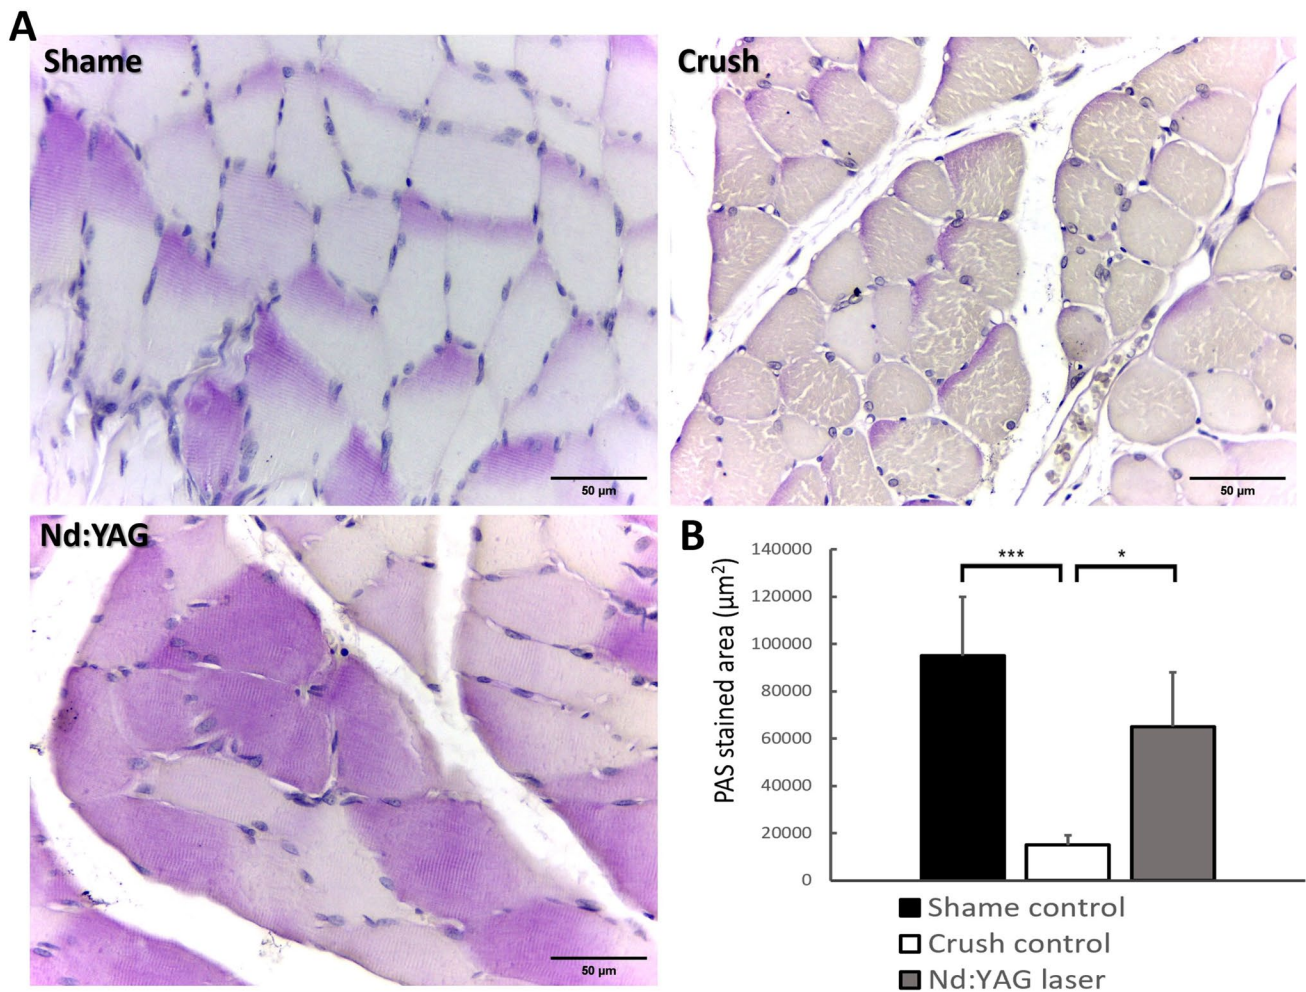 A
Shame
Crush
50 µm
50 µm
Nd:YAG
50 µm
B
PAS stained area (µm²)
140000
120000
100000
80000
60000
40000
20000
0
***
*
Shame control
Crush control
Nd:YAG laser